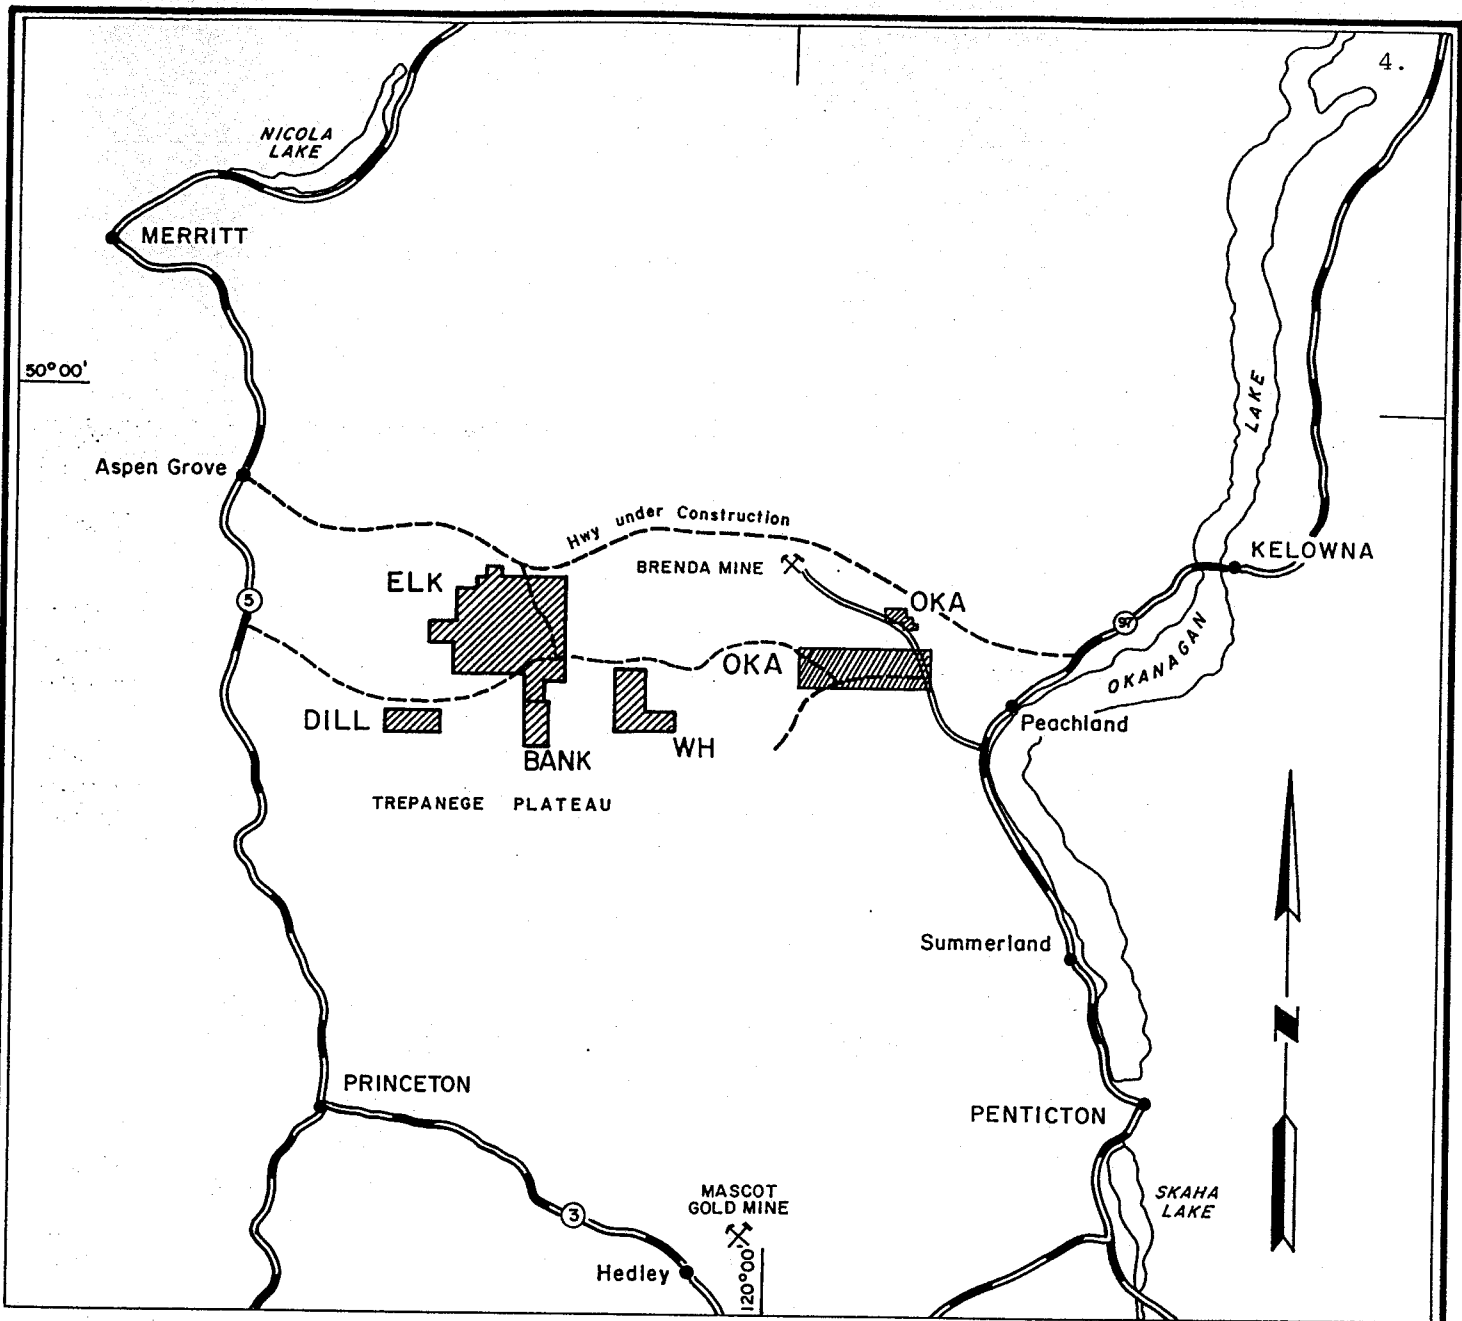 4.
NICOLA
LAKE
MERRITT
50°00'
LAKE
Aspen Grove
Hwy under Construction
BRENDA MINE
KELOWNA
ELK
5
OKA
97
OKANAGAN
OKA
DILL
Peachland
WH
BANK
TREPANEGE PLATEAU
Summerland
N
PRINCETON
PENTICTON
MASCOT
GOLD MINE
SKAHA
LAKE
3
Hedley
120°00'